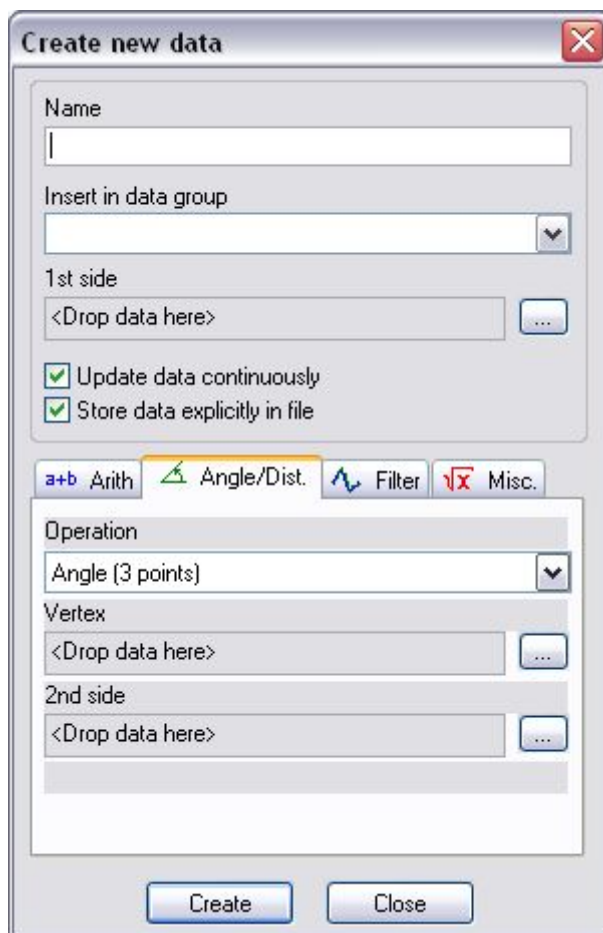 Create new data
Name
Insert in data group
1st side
<Drop data here>
...
Update data continuously
Store data explicitly in file
a+b Arith Angle/Dist. Filter √x Misc.
Operation
Angle (3 points)
Vertex
<Drop data here>
...
2nd side
<Drop data here>
...
Create Close